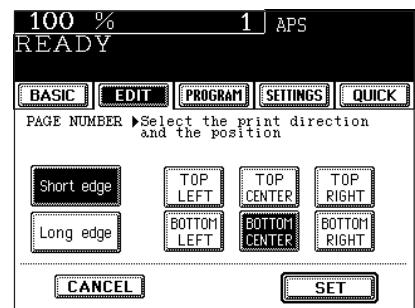 100 % 1 APS
READY
BASIC EDIT PROGRAM SETTINGS QUICK
PAGE NUMBER ▶Select the print direction
and the position
Short edge TOP LEFT TOP CENTER TOP RIGHT
Long edge BOTTOM LEFT BOTTOM CENTER BOTTOM RIGHT
CANCEL SET